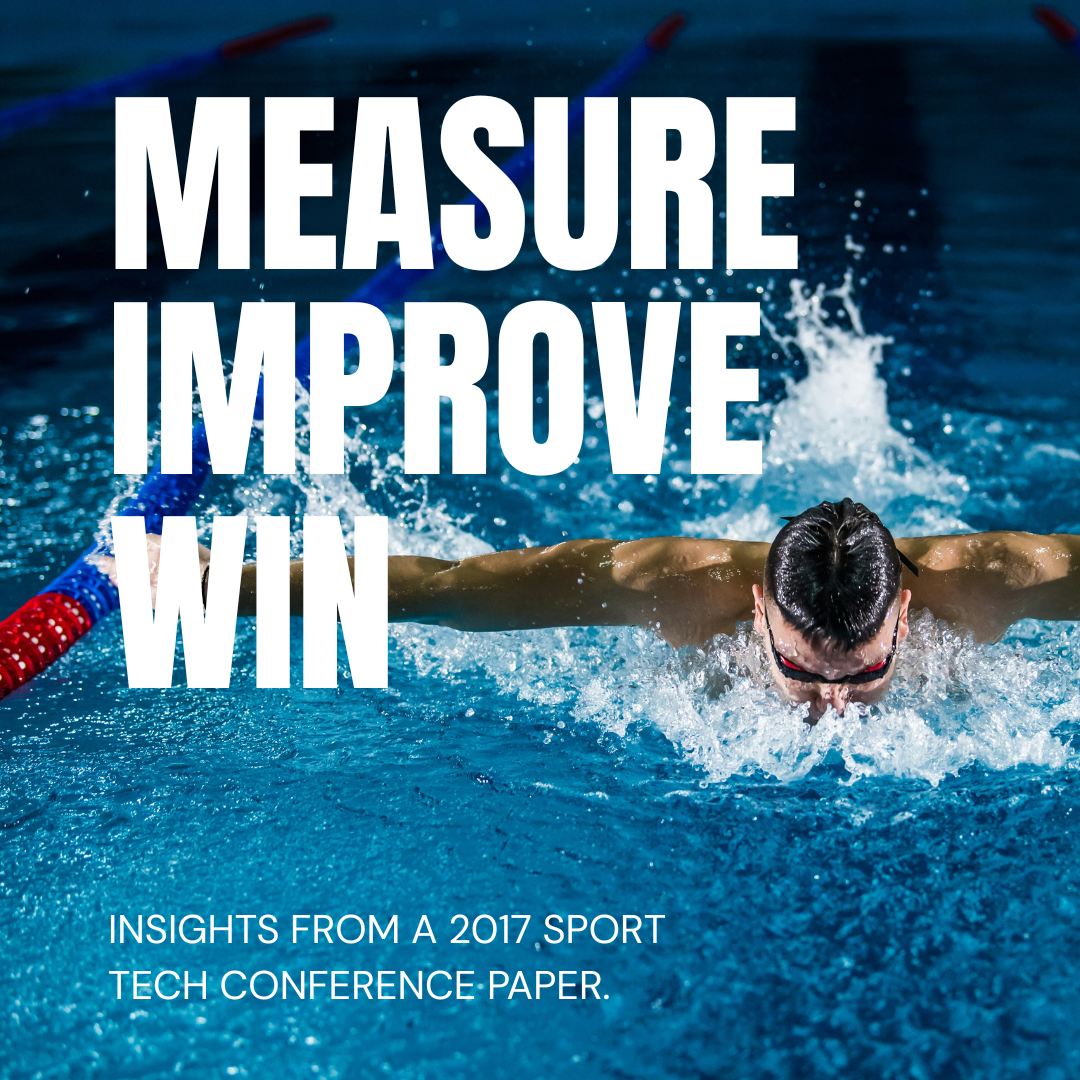 MEASURE
IMPROVE
WIN
INSIGHTS FROM A 2017 SPORT
TECH CONFERENCE PAPER.